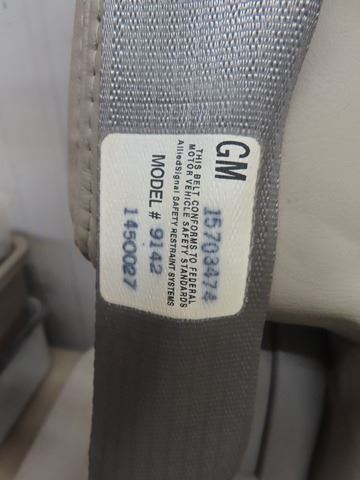 GM 15703474
THIS BELT CONFORMS TO FEDERAL
MOTOR VEHICLE SAFETY STANDARDS
AlliedSignal SAFETY RESTRAINT SYSTEMS
MODEL # 9142
1450027